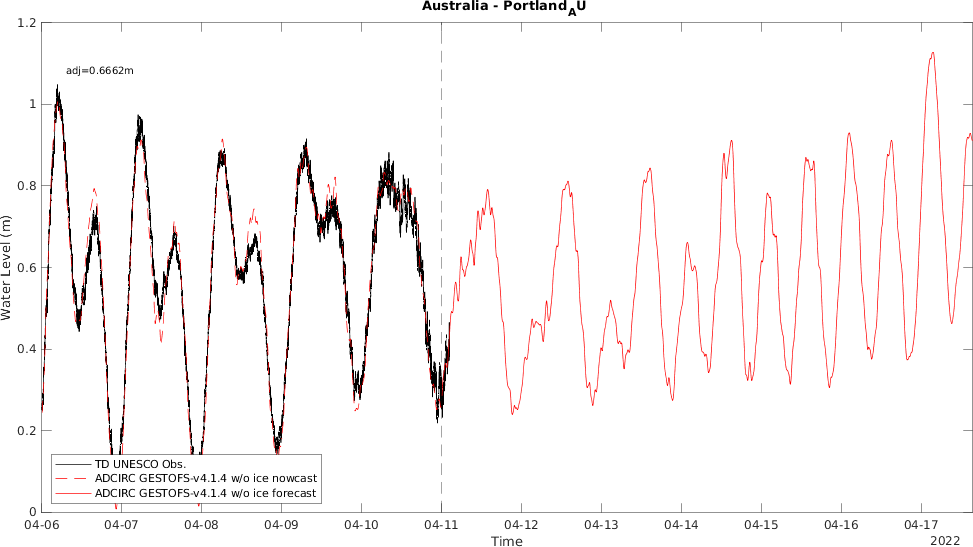 Australia - Portland_AU
1.2
1
0.8
0.6
0.4
0.2
0
Water Level (m)
adj=0.6662m
TD UNESCO Obs.
ADCIRC GESTOFS-v4.1.4 w/o ice nowcast
ADCIRC GESTOFS-v4.1.4 w/o ice forecast
04-06 04-07 04-08 04-09 04-10 04-11 04-12 04-13 04-14 04-15 04-16 04-17
Time
2022